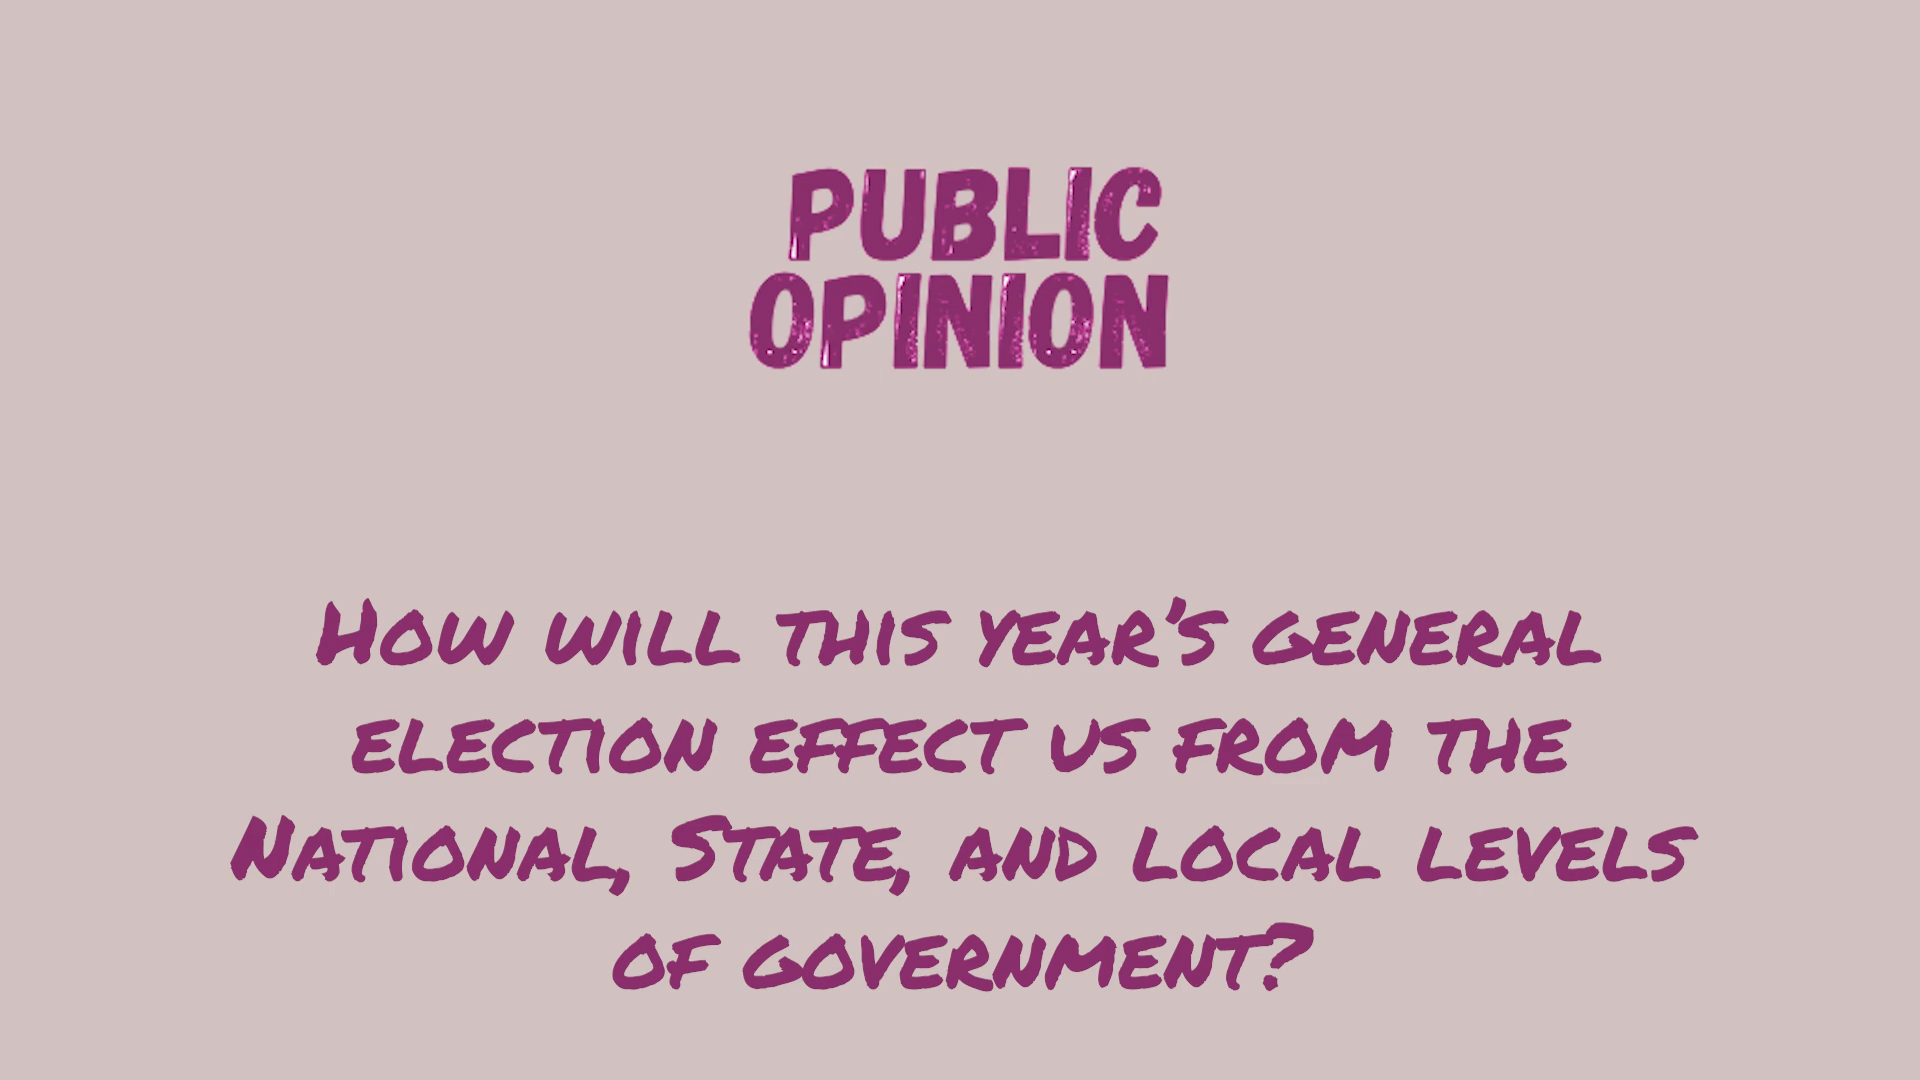 PUBLIC
OPINION
How will this year's general
election effect us from the
National, State, and local levels
of government?